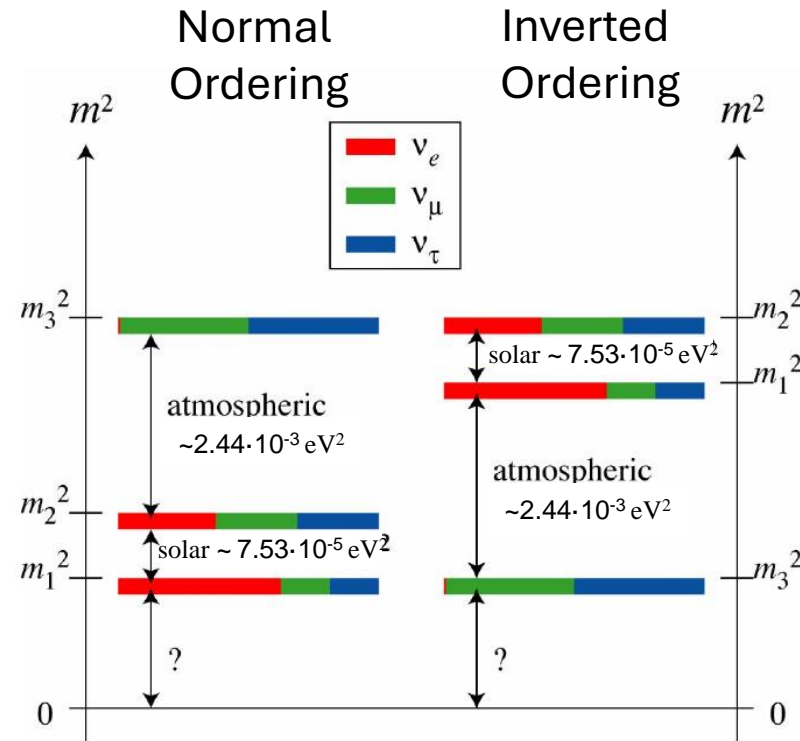 Normal
Ordering
Inverted
Ordering
m²
m²
νₑ
ν_μ
ν_τ
m₃²
m₂²
solar ~ 7.53·10⁻⁵ eV²
m₁²
atmospheric
~2.44·10⁻³ eV²
atmospheric
~2.44·10⁻³ eV²
m₂²
solar ~ 7.53·10⁻⁵ eV²
m₁²
m₃²
?
?
0
0